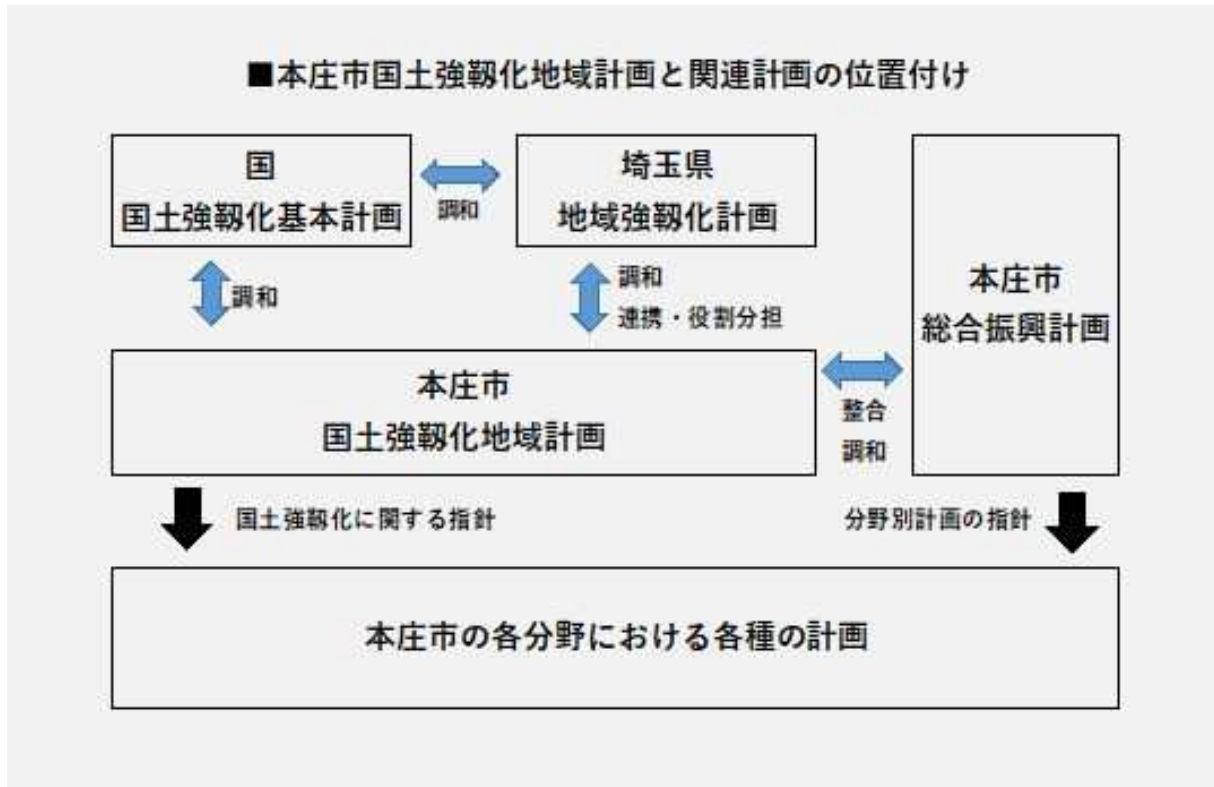 ■本庄市国土強靱化地域計画と関連計画の位置付け
国
国土強靱化基本計画
調和
埼玉県
地域強靱化計画
調和
調和
連携・役割分担
本庄市
総合振興計画
本庄市
国土強靱化地域計画
整合
調和
国土強靱化に関する指針
分野別計画の指針
本庄市の各分野における各種の計画